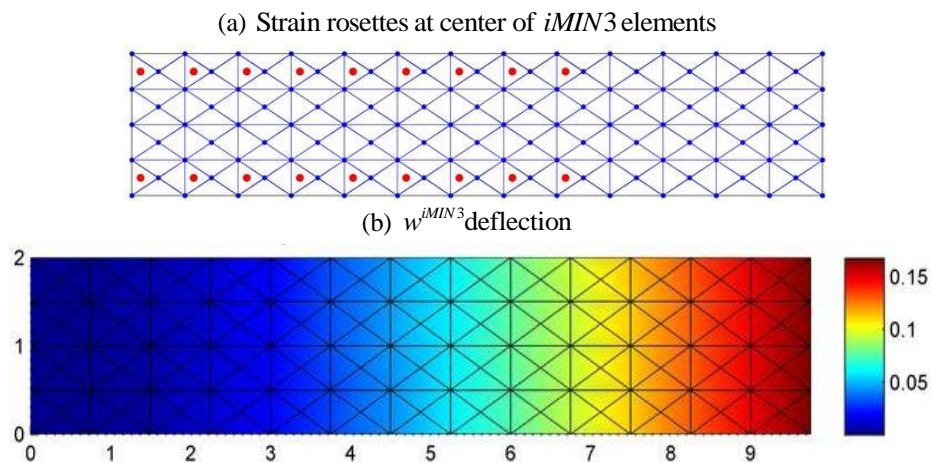 (a) Strain rosettes at center of iMIN3 elements
(b) w^iMIN3 deflection
2
1
0
0 1 2 3 4 5 6 7 8 9
0.15
0.1
0.05